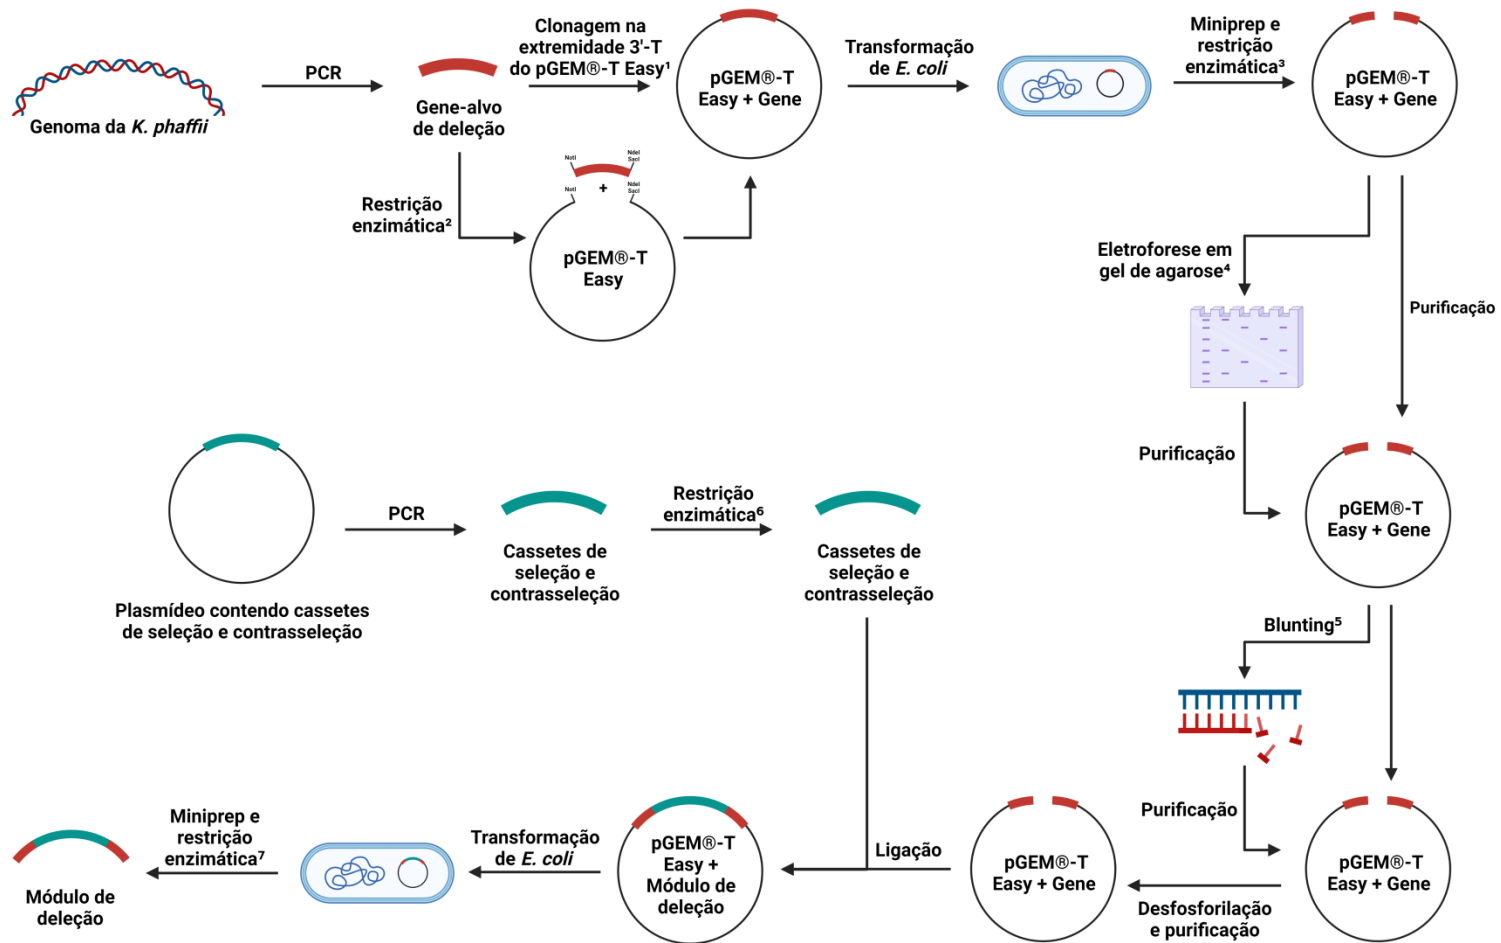 Genoma da K. phaffii
PCR
Gene-alvo
de deleção
Clonagem na
extremidade 3'-T
do pGEM®-T Easy¹
pGEM®-T
Easy + Gene
Transformação
de E. coli
Miniprep e
restrição
enzimática³
pGEM®-T
Easy + Gene
Restrição
enzimática²
NotI
NdeI
SacI
+
NotI
NdeI
SacI
pGEM®-T
Easy
Eletroforese em
gel de agarose⁴
Purificação
Purificação
pGEM®-T
Easy + Gene
Plasmídeo contendo cassetes
de seleção e contrasseleção
PCR
Cassetes de
seleção e
contrasseleção
Restrição
enzimática⁶
Cassetes de
seleção e
contrasseleção
Blunting⁵
Purificação
pGEM®-T
Easy + Gene
Desfosforilação
e purificação
pGEM®-T
Easy + Gene
Ligação
pGEM®-T
Easy +
Módulo de
deleção
Transformação
de E. coli
Miniprep e
restrição
enzimática⁷
Módulo de
deleção